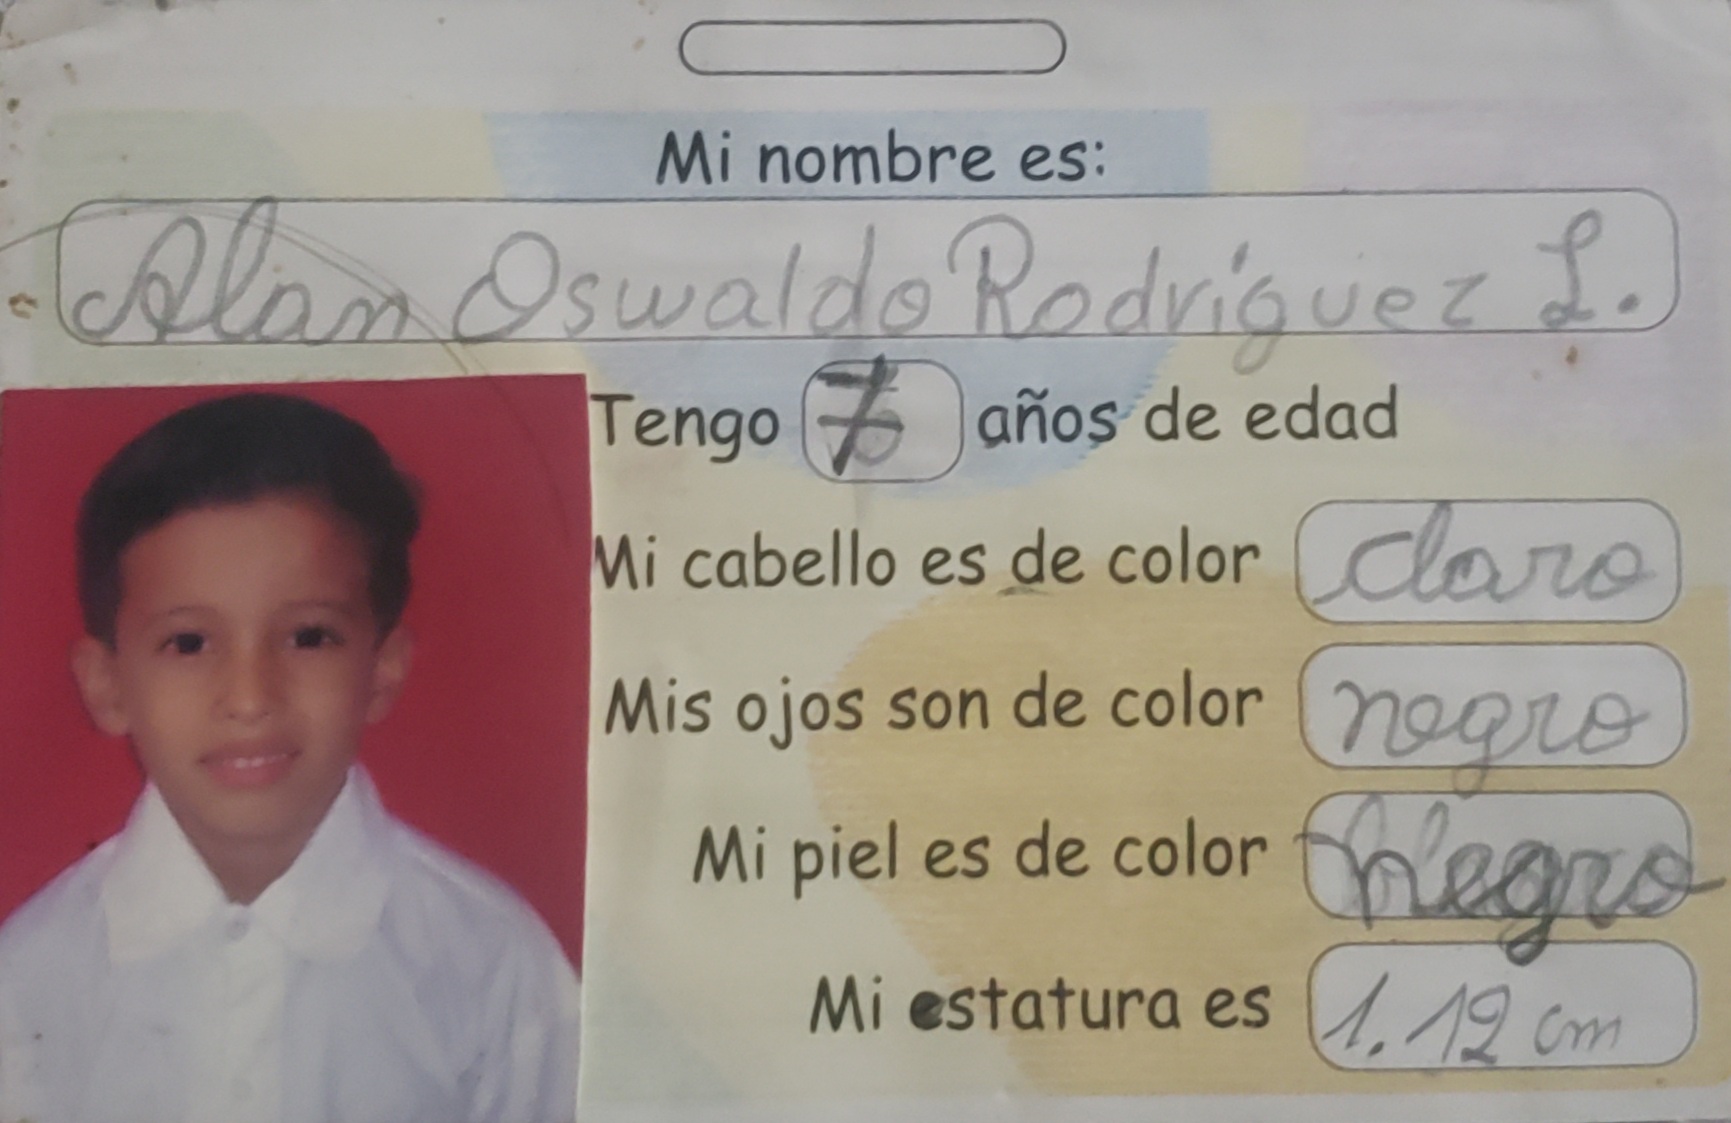 Mi nombre es:
Alan Oswaldo Rodríguez L.
Tengo 7 años de edad
Mi cabello es de color claro
Mis ojos son de color negro
Mi piel es de color Negro
Mi estatura es 1.12 cm